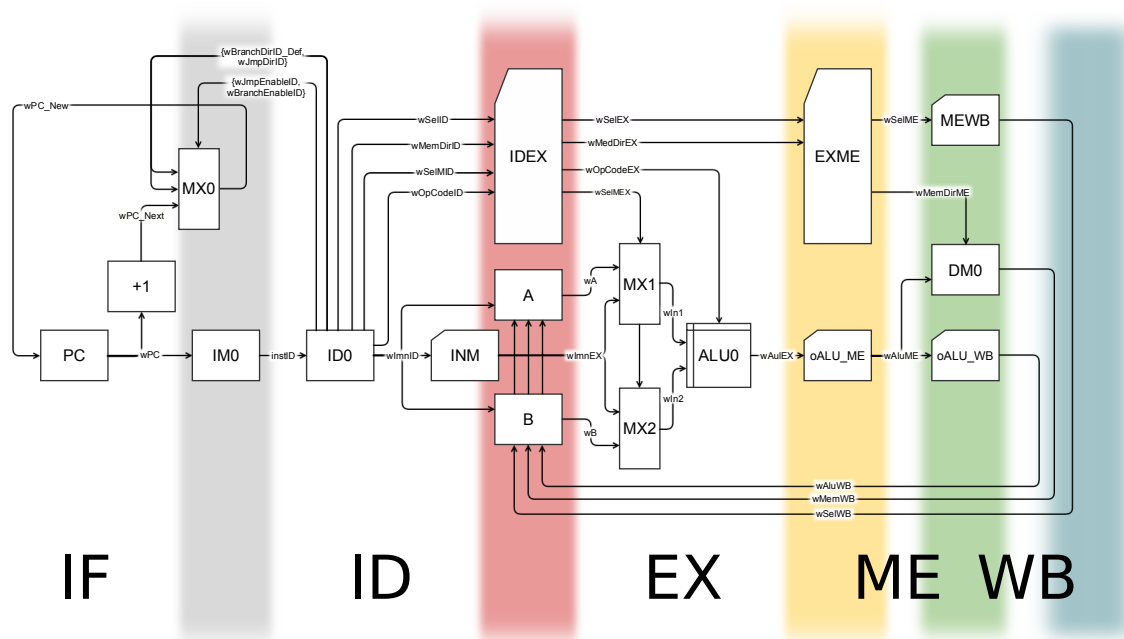 {wBranchDirID_Def,
wJmpDirID}
{wJmpEnableID,
wBranchEnableID}
wPC_New
MX0
wPC_Next
+1
PC
wPC
IM0
instID
ID0
wSelID
wMemDirID
wSelMID
wOpCodeID
wImnID
INM
IDEX
A
B
wSelEX
wMedDirEX
wOpCodeEX
wSelMEX
wA
MX1
wIn1
wImnEX
ALU0
MX2
wIn2
wB
wAulEX
EXME
oALU_ME
wSelME
MEWB
wMemDirME
DM0
wAluME
oALU_WB
wAluWB
wMemWB
wSelWB
IF
ID
EX
ME
WB